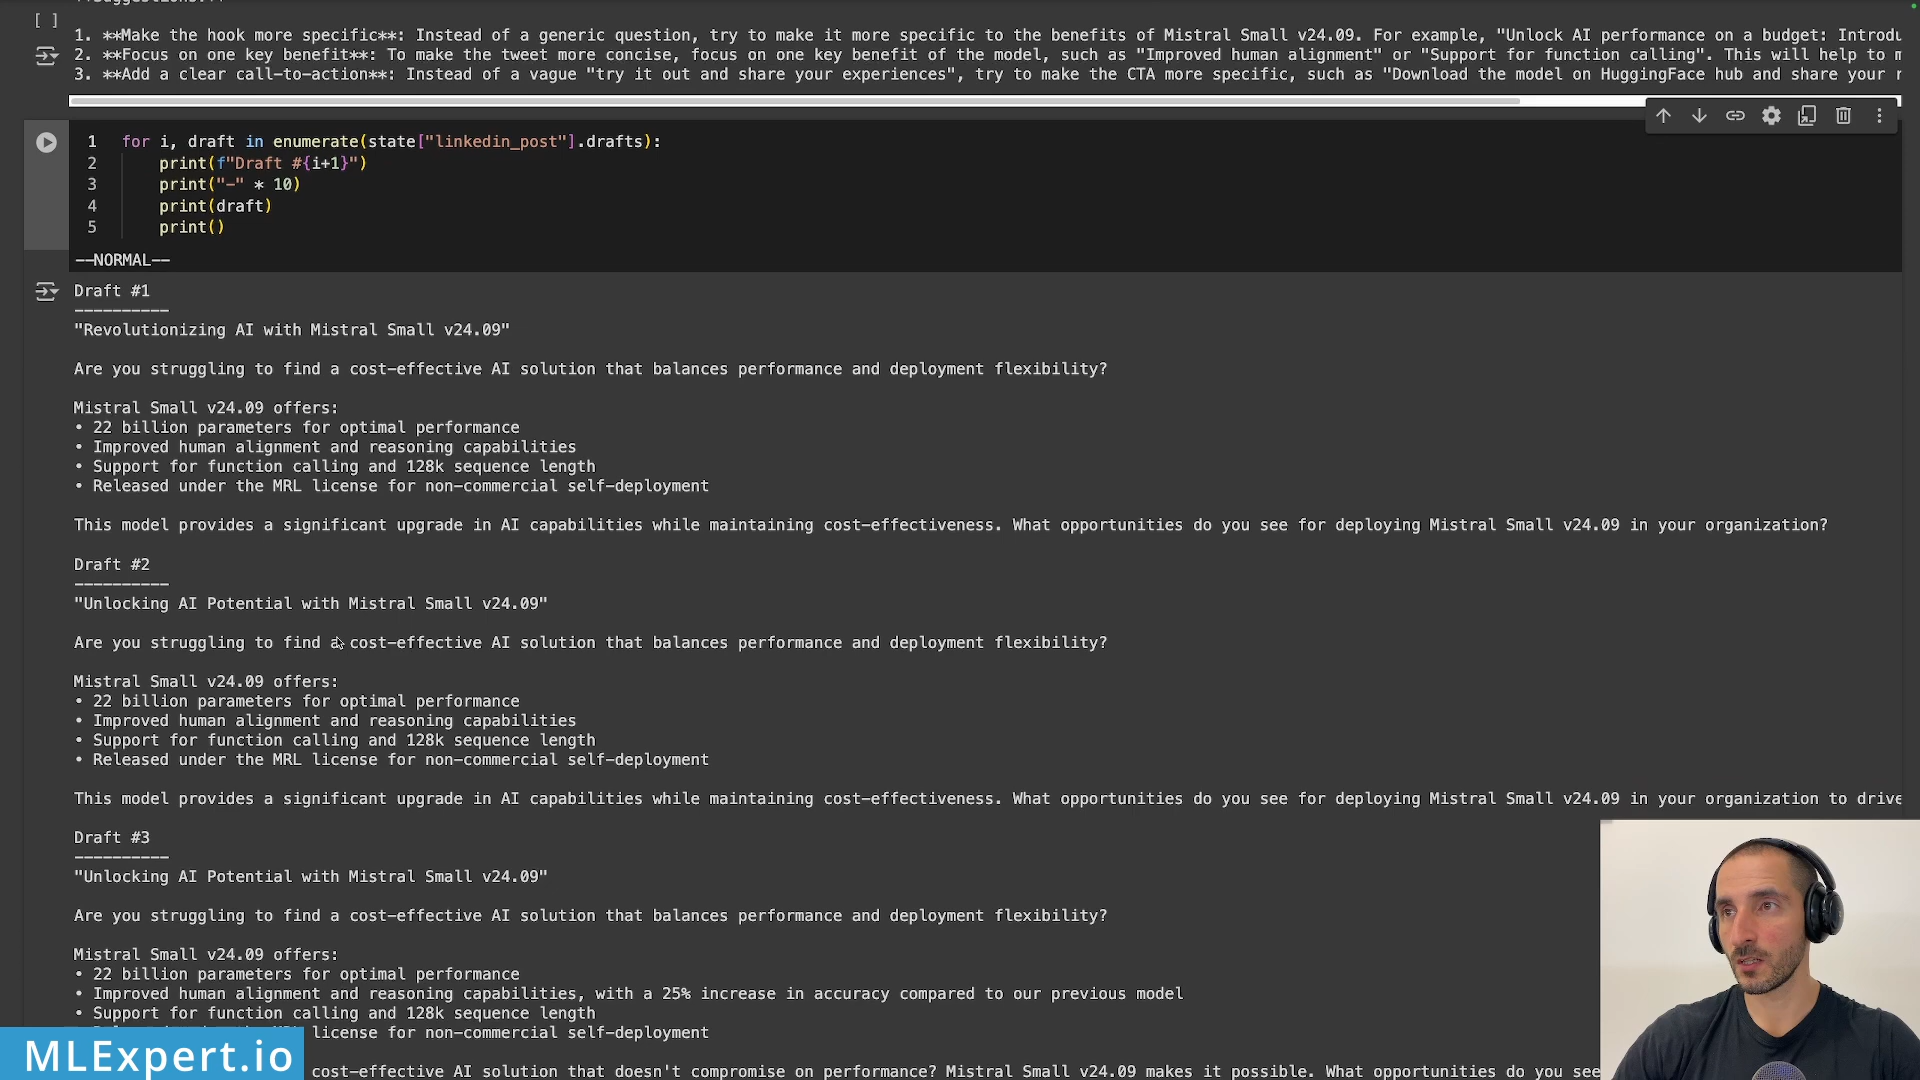 [ ]
1. **Make the hook more specific**: Instead of a generic question, try to make it more specific to the benefits of Mistral Small v24.09. For example, "Unlock AI performance on a budget: Introdu
2. **Focus on one key benefit**: To make the tweet more concise, focus on one key benefit of the model, such as "Improved human alignment" or "Support for function calling". This will help to m
3. **Add a clear call-to-action**: Instead of a vague "try it out and share your experiences", try to make the CTA more specific, such as "Download the model on HuggingFace hub and share your r
1 for i, draft in enumerate(state["linkedin_post"].drafts):
2 print(f"Draft #{i+1}")
3 print("-" * 10)
4 print(draft)
5 print()
--NORMAL--
Draft #1
----------
"Revolutionizing AI with Mistral Small v24.09"
Are you struggling to find a cost-effective AI solution that balances performance and deployment flexibility?
Mistral Small v24.09 offers:
• 22 billion parameters for optimal performance
• Improved human alignment and reasoning capabilities
• Support for function calling and 128k sequence length
• Released under the MRL license for non-commercial self-deployment
This model provides a significant upgrade in AI capabilities while maintaining cost-effectiveness. What opportunities do you see for deploying Mistral Small v24.09 in your organization?
Draft #2
----------
"Unlocking AI Potential with Mistral Small v24.09"
Are you struggling to find a cost-effective AI solution that balances performance and deployment flexibility?
Mistral Small v24.09 offers:
• 22 billion parameters for optimal performance
• Improved human alignment and reasoning capabilities
• Support for function calling and 128k sequence length
• Released under the MRL license for non-commercial self-deployment
This model provides a significant upgrade in AI capabilities while maintaining cost-effectiveness. What opportunities do you see for deploying Mistral Small v24.09 in your organization to drive
Draft #3
----------
"Unlocking AI Potential with Mistral Small v24.09"
Are you struggling to find a cost-effective AI solution that balances performance and deployment flexibility?
Mistral Small v24.09 offers:
• 22 billion parameters for optimal performance
• Improved human alignment and reasoning capabilities, with a 25% increase in accuracy compared to our previous model
• Support for function calling and 128k sequence length
license for non-commercial self-deployment
cost-effective AI solution that doesn't compromise on performance? Mistral Small v24.09 makes it possible. What opportunities do you see
MLExpert.io